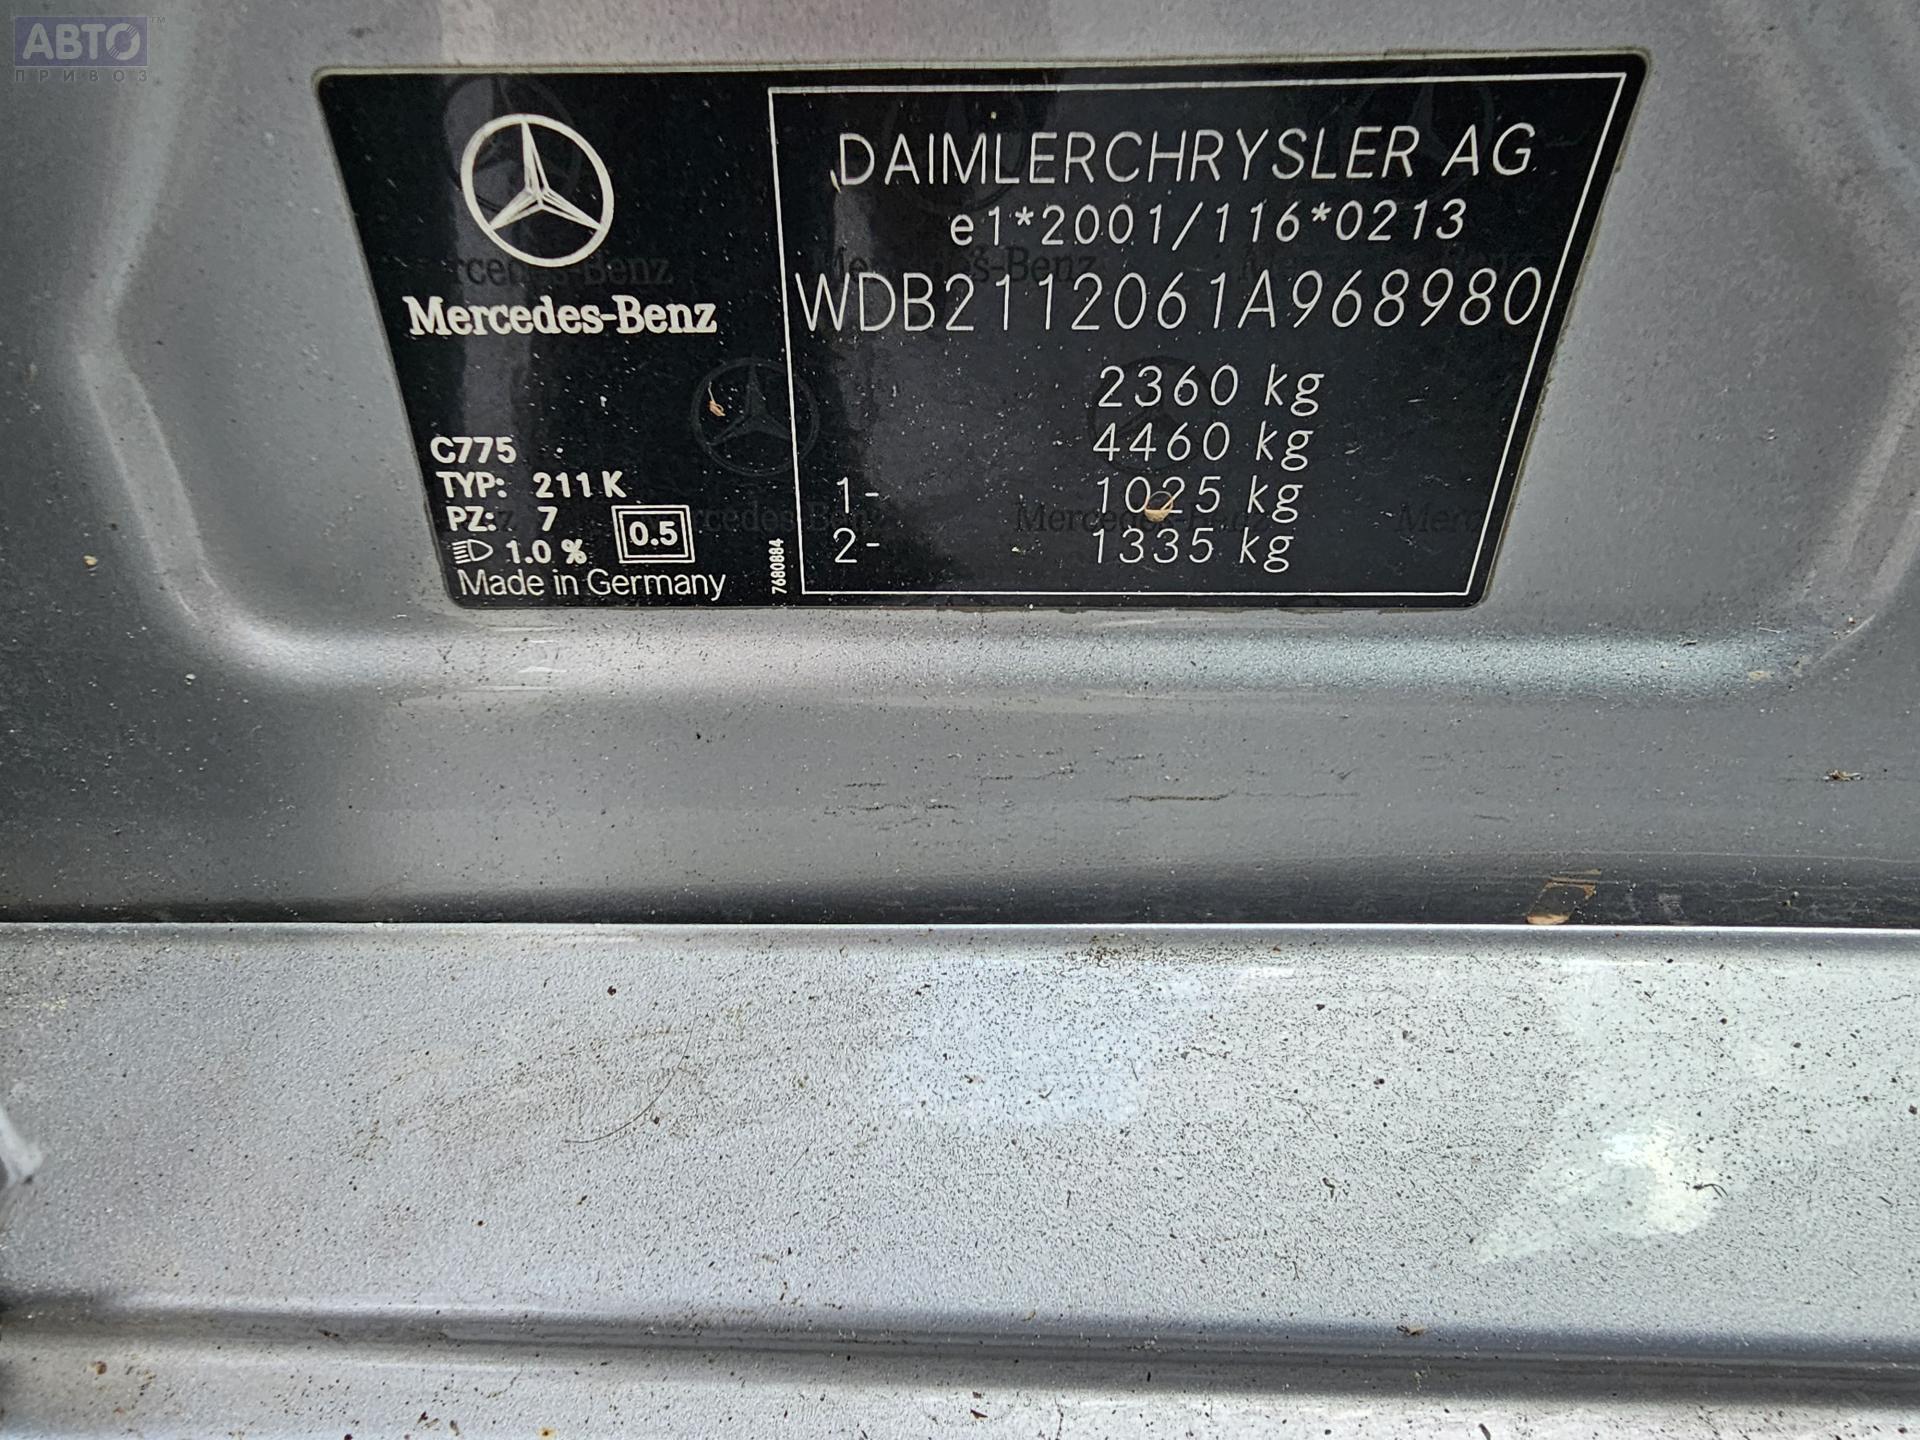 АВТО™
ПРИВОЗ
Mercedes-Benz
C775
TYP: 211 K
PZ: 7
1.0 %
0.5
Made in Germany
7680884
DAIMLERCHRYSLER AG
e1*2001/116*0213
WDB2112061A968980
2360 kg
4460 kg
1- 1025 kg
2- 1335 kg